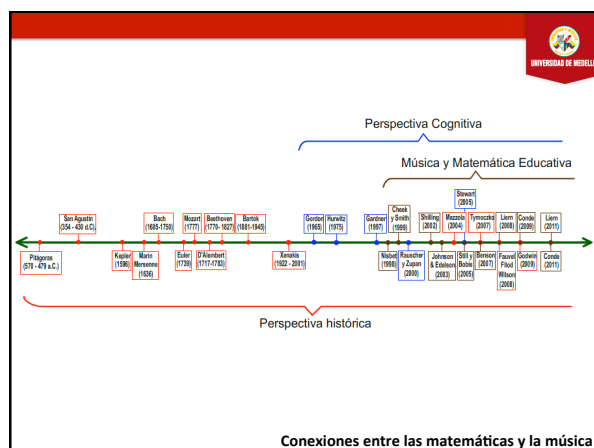 UNIVERSIDAD DE MEDELL
Perspectiva Cognitiva
Música y Matemática Educativa
Stewart
(2005)
San Agustín
(354 - 430 d.C).
Bach
(1685-1750)
Mozart
(1777)
Beethoven
(1770- 1827)
Bartók
(1881-1945)
Gordon
(1965)
Hurwitz
(1975)
Gardner
(1997)
Cheek
y Smith
(1999)
Shilling
(2002)
Mazzola
(2004)
Tymoczko
(2007)
Liern
(2008)
Conde
(2009)
Liern
(2011)
Pitágoras
(570 - 479 a.C.)
Kepler
(1596)
Marin
Mersenne
(1636)
Euler
(1739)
D'Alembert
(1717-1783)
Xenakis
(1922 - 2001)
Nisbet
(1998)
Rauscher
y Zupan
(2000)
Johnson
& Edelson
(2003)
Still y
Bobis
(2005)
Benson
(2007)
Fauvel
Fllod
Wilson
(2008)
Godwin
(2009)
Conde
(2011)
Perspectiva histórica
Conexiones entre las matemáticas y la música